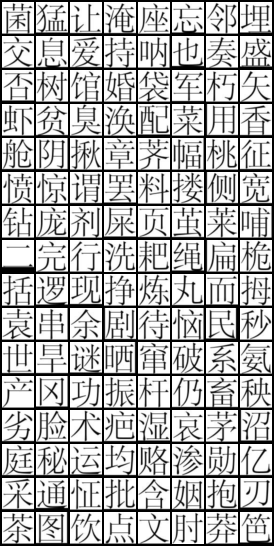 菌猛让淹座忘邻埋
交息爱持呐也奏盛
否树馆婚袋军朽矢
虾贫臭涣配菜用香
舱阴揪章荠幅桃征
愤惊谓罢料搂侧宽
钻庞剂屎页茧莱哺
二完行洗耙绳扁桅
括逻现挣炼丸而拇
袁串余剧待恼民秒
世旱谜晒窜破系氨
产冈功振杆仍畜秧
劣脸术疤湿哀茅沼
庭秘运均赂渗勋亿
采通怔批含姻抱刃
茶图饮点文肘莽笆